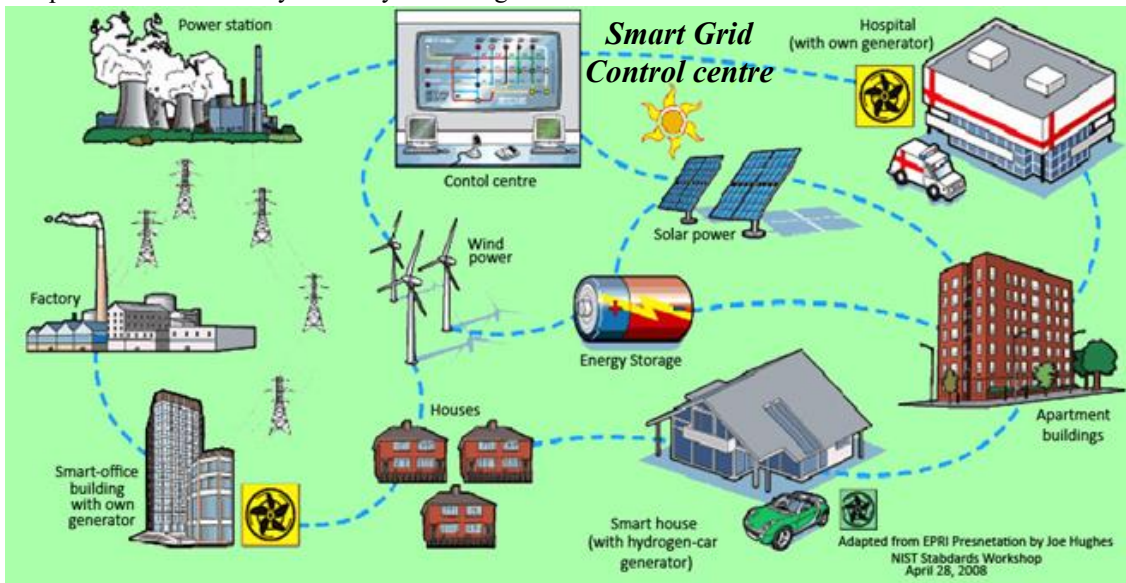 Power station
Smart Grid
Control centre
Hospital
(with own generator)
Contol centre
Solar power
Wind
power
Factory
Energy Storage
Houses
Apartment
buildings
Smart-office
building
with own
generator
Smart house
(with hydrogen-car
generator)
Adapted from EPRI Presnetation by Joe Hughes
NIST Stabdards Workshop
April 28, 2008